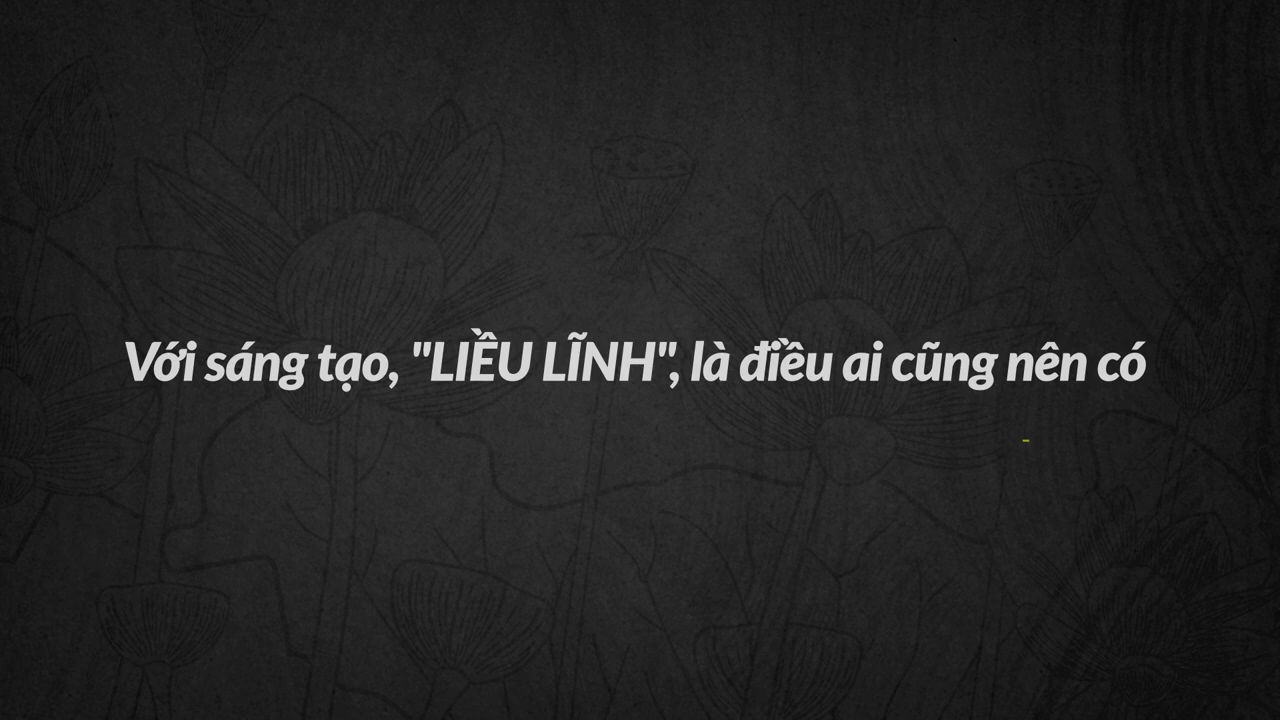 Với sáng tạo, "LIỀU LĨNH", là điều ai cũng nên có